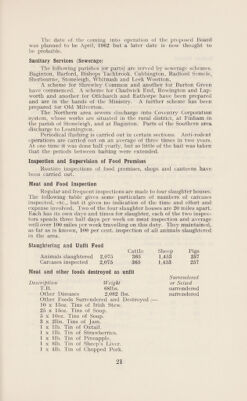 The date of the coming into operation of the proposed Board
was planned to be April, 1962 but a later date is now thought to
be probable.
Sanitary Services (Sewerage)
The following parishes (or parts) are served by sewerage schemes.
Baginton, Barford, Bishops Tachbrook, Cubbington, Radford Semele,
Sherbourne, Stoneleigh, Whitnash and Leek Wootton.
A scheme for Shrewley Common and another for Burton Green
have commenced. A scheme for Chadwick End, Rowington and Lap-
worth and another for Offchurch and Eathorpe have been prepared
and are in the hands of the Ministry. A further scheme has been
prepared for Old Milverton.
The Northern area sewers discharge into Coventry Corporation
system, whose works are situated in the rural district, at Finham in
the parish of Stoneleigh, and at Baginton. Parts of the Southern area
discharge to Leamington.
Periodical flushing is carried out in certain sections. Anti-rodent
operations are carried out on an average of three times in two years.
At one time it was done half yearly, but so little of the bait was taken
that the periods between baiting were extended.
Inspection and Supervision of Food Premises
Routine inspections of food premises, shops and canteens have
been carried out.
Meat and Food Inspection
Regular and frequent inspections are made to four slaughter houses.
The following table gives some particulars of numbers of carcases
inspected, etc., but it gives no indication of the time and effort and
expense involved. Two of the four slaughter houses are 20 miles apart.
Each has its own days and times for slaughter, each of the two inspec-
tors spends three half days per week on meat inspection and average
well over 100 miles per week travelling on this duty. They maintained,
as far as is known, 100 per cent. inspection of all animals slaughtered
in the area.
Slaughtering and Unfit Food
Cattle Sheep Pigs
Animals slaughtered 2,075 365 1,453 257
Carcases inspected 2,075 365 1,453 257
Meat and other foods destroyed as unfit
Surrendered
Description Weight or Seized
T.B. 68lbs. surrendered
Other Diseases 2,082 lbs. surrendered
Other Foods Surrendered and Destroyed:—
10 x 15oz. Tins of Irish Stew.
25 x 15oz. Tins of Soup.
5 x 10oz. Tins of Soup.
3 x 2lbs. Tins of Jam.
1 x 1lb. Tin of Oxtail.
1 x 1lb. Tin of Strawberries.
1 x 1lb. Tin of Pineapple.
1 x 8lb. Tin of Sheep's Liver.
1 x 4lb. Tin of Chopped Pork.
21